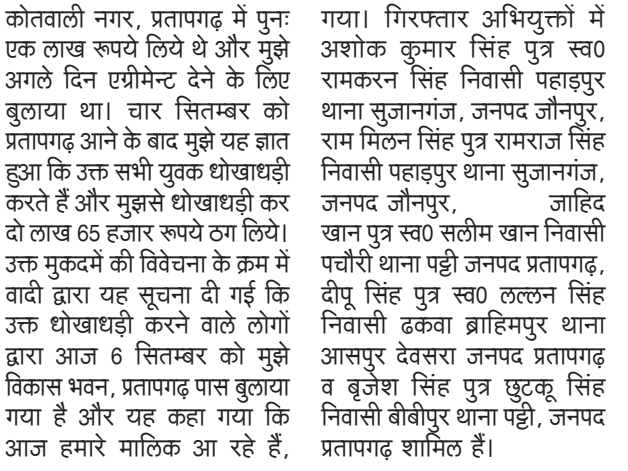 कोतवाली नगर, प्रतापगढ़ में पुनः
एक लाख रूपये लिये थे और मुझे
अगले दिन एग्रीमेन्ट देने के लिए
बुलाया था। चार सितम्बर को
प्रतापगढ़ आने के बाद मुझे यह ज्ञात
हुआ कि उक्त सभी युवक धोखाधड़ी
करते हैं और मुझसे धोखाधड़ी कर
दो लाख 65 हजार रूपये ठग लिये।
उक्त मुकदमें की विवेचना के क्रम में
वादी द्वारा यह सूचना दी गई कि
उक्त धोखाधड़ी करने वाले लोगों
द्वारा आज 6 सितम्बर को मुझे
विकास भवन, प्रतापगढ़ पास बुलाया
गया है और यह कहा गया कि
आज हमारे मालिक आ रहे हैं,
गया। गिरफ्तार अभियुक्तों में
अशोक कुमार सिंह पुत्र स्व0
रामकरन सिंह निवासी पहाड़पुर
थाना सुजानगंज, जनपद जौनपुर,
राम मिलन सिंह पुत्र रामराज सिंह
निवासी पहाड़पुर थाना सुजानगंज,
जनपद जौनपुर, जाहिद
खान पुत्र स्व0 सलीम खान निवासी
पचौरी थाना पट्टी जनपद प्रतापगढ़,
दीपू सिंह पुत्र स्व0 लल्लन सिंह
निवासी ढकवा ब्राहिमपुर थाना
आसपुर देवसरा जनपद प्रतापगढ़
व बृजेश सिंह पुत्र छुटकू सिंह
निवासी बीबीपुर थाना पट्टी, जनपद
प्रतापगढ़ शामिल हैं।